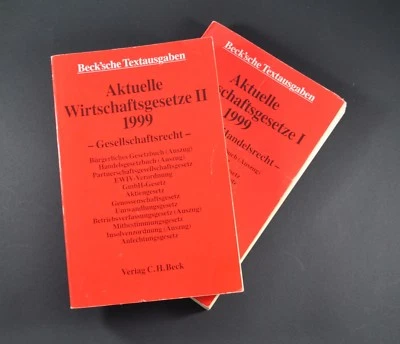 Beck'sche Textausgaben
Aktuelle
Wirtschaftsgesetze II
1999
– Gesellschaftsrecht –
Bürgerliches Gesetzbuch (Auszug)
Handelsgesetzbuch (Auszug)
Partnerschaftsgesellschaftsgesetz
EWIV-Verordnung
GmbH-Gesetz
Aktiengesetz
Genossenschaftsgesetz
Umwandlungsgesetz
Betriebsverfassungsgesetz (Auszug)
Mitbestimmungsgesetz
Insolvenzordnung (Auszug)
Anfechtungsgesetz
Verlag C.H.Beck
Beck'sche Textausgaben
Aktuelle
schaftsgesetze I
1999
Handelsrecht –